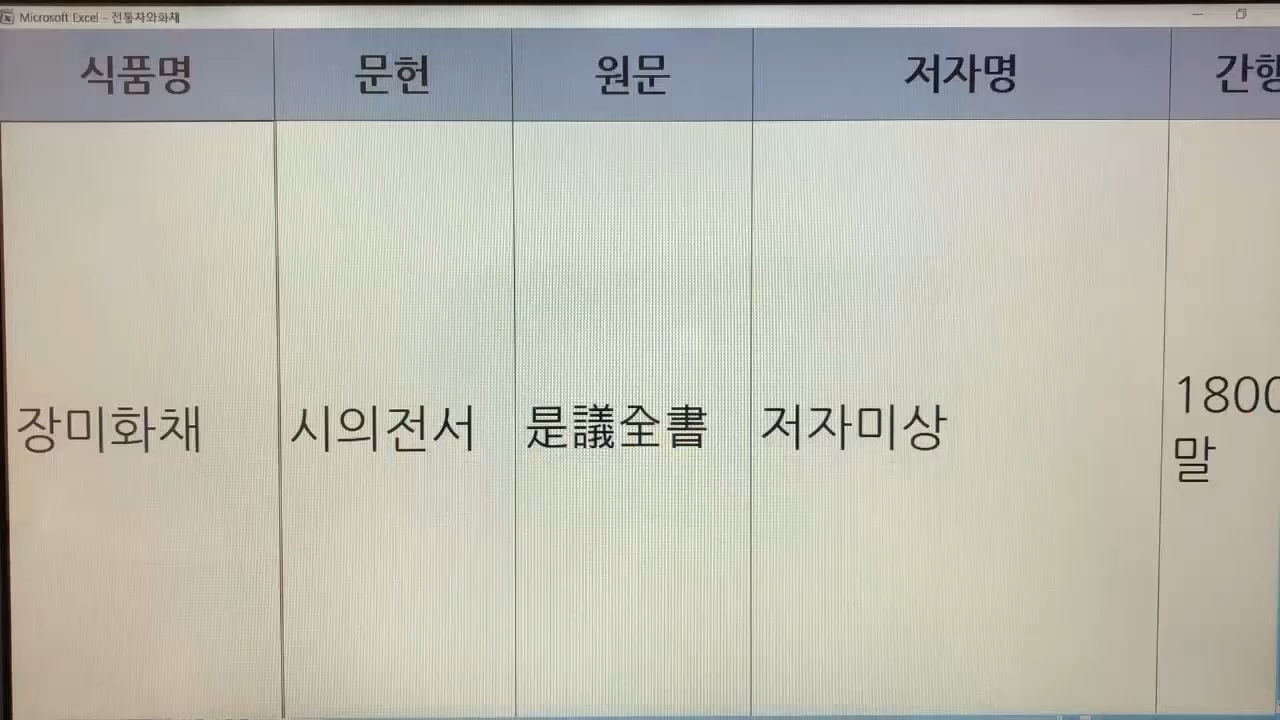 Microsoft Excel - 전통차와화채
식품명 문헌 원문 저자명
장미화채 시의전서 是議全書 저자미상
말